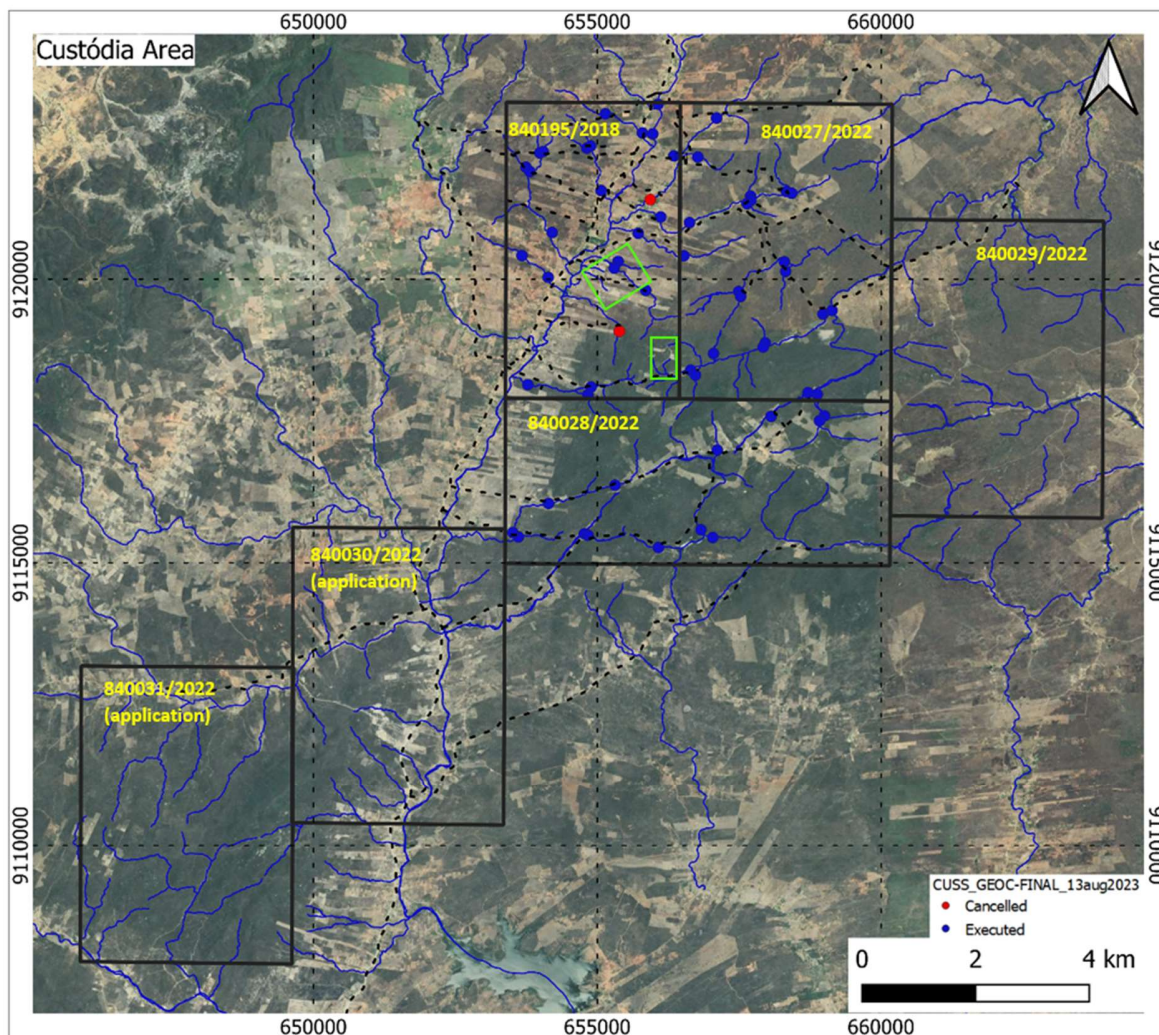 650000 655000 660000
Custódia Area
840195/2018
840027/2022
840029/2022
9120000 9120000
840028/2022
840030/2022
(application)
9115000 9115000
840031/2022
(application)
9110000 9110000
CUSS_GEOC-FINAL_13aug2023
Cancelled
Executed
0 2 4 km
650000 655000 660000